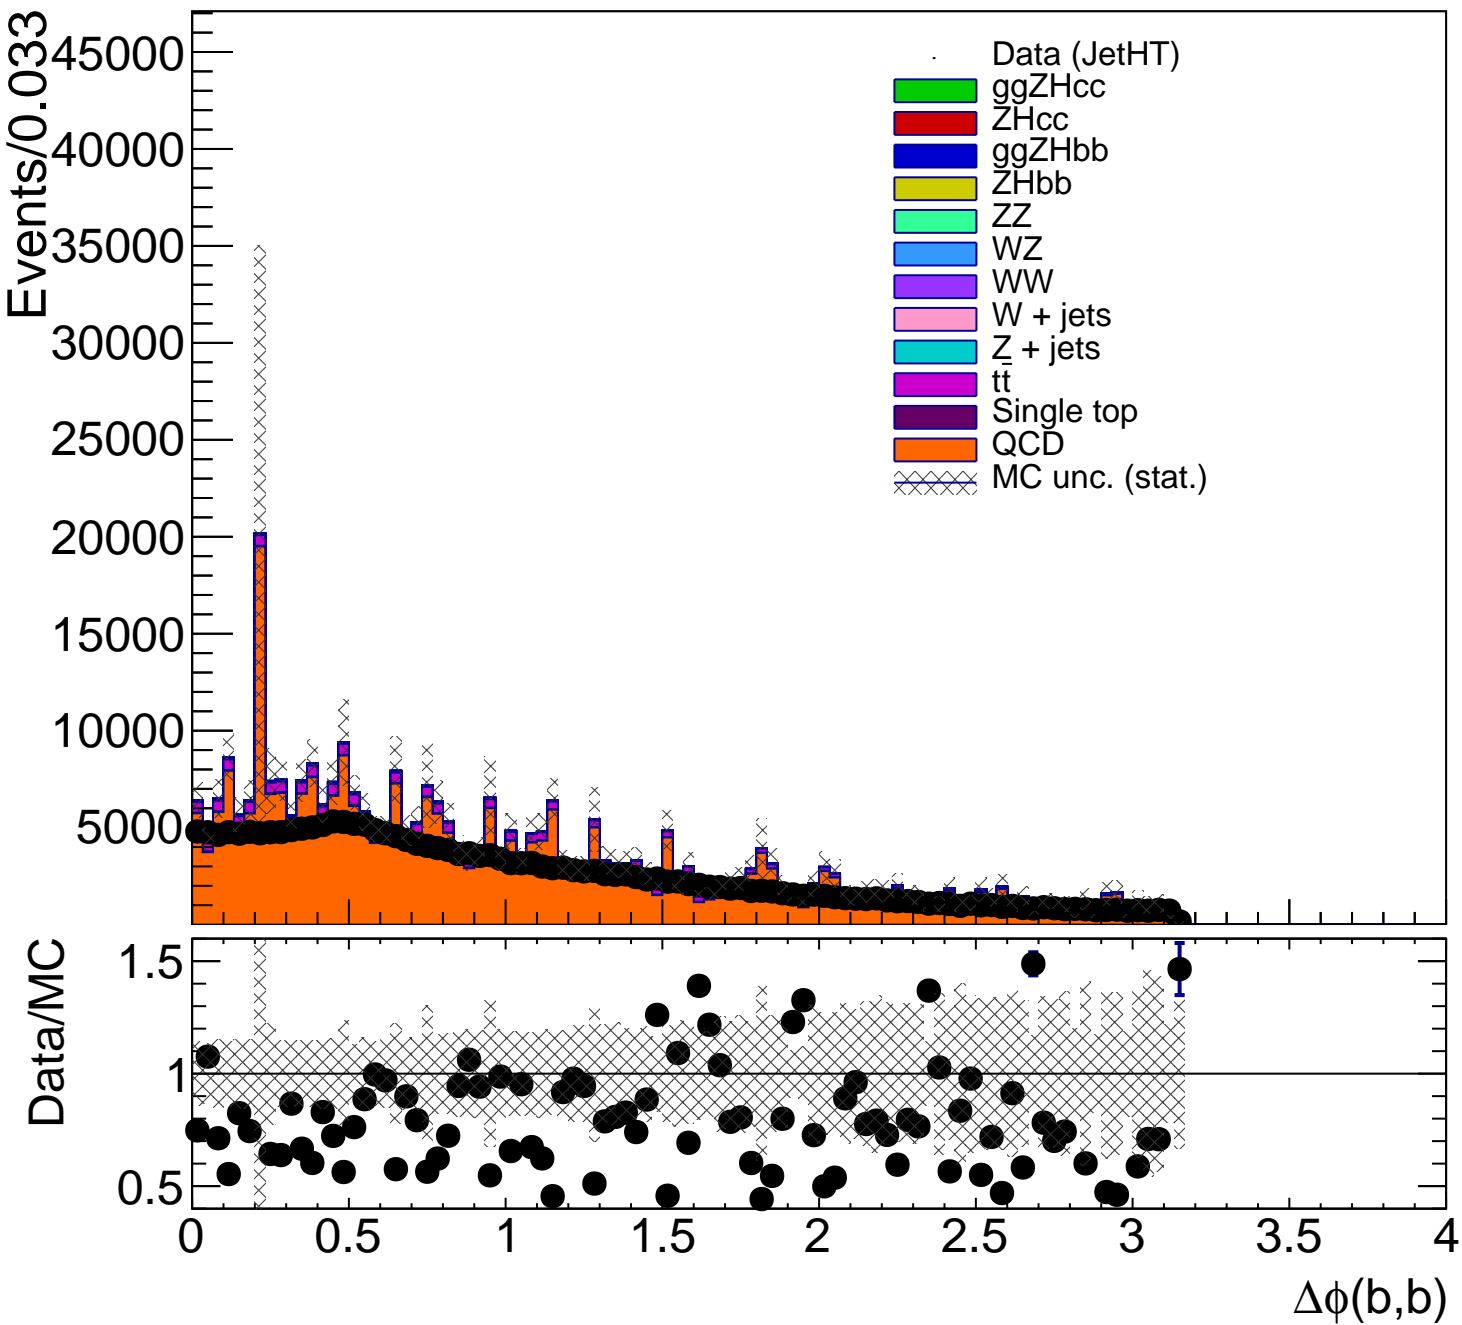 Events/0.033
45000
40000
35000
30000
25000
20000
15000
10000
5000
Data (JetHT)
ggZHcc
ZHcc
ggZHbb
ZHbb
ZZ
WZ
WW
W + jets
Z + jets
tt̄
Single top
QCD
MC unc. (stat.)
Data/MC
1.5
1
0.5
0 0.5 1 1.5 2 2.5 3 3.5 4
Δϕ(b,b)